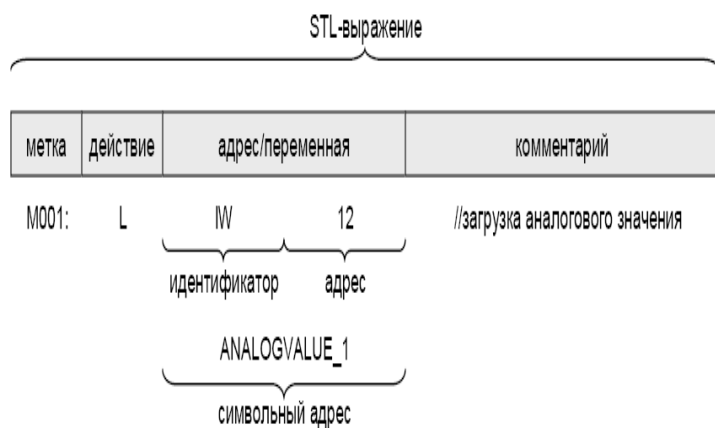 STL-выражение
метка действие адрес/переменная комментарий
M001: L IW 12 //загрузка аналогового значения
идентификатор адрес
ANALOGVALUE_1
символьный адрес